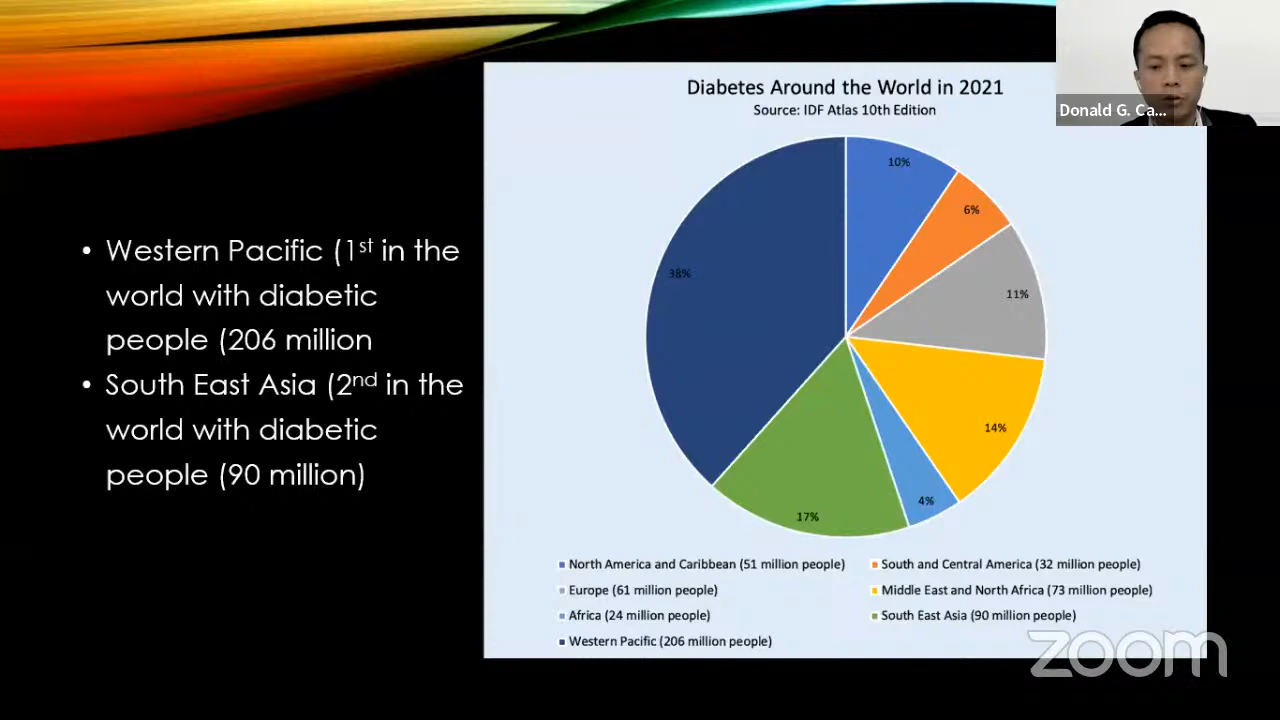 Diabetes Around the World in 2021
Source: IDF Atlas 10th Edition
Donald G. Ca...
• Western Pacific (1st in the
world with diabetic
people (206 million
• South East Asia (2nd in the
world with diabetic
people (90 million)
10%
6%
11%
14%
4%
17%
38%
North America and Caribbean (51 million people)
South and Central America (32 million people)
Europe (61 million people)
Middle East and North Africa (73 million people)
Africa (24 million people)
South East Asia (90 million people)
Western Pacific (206 million people)
zoom